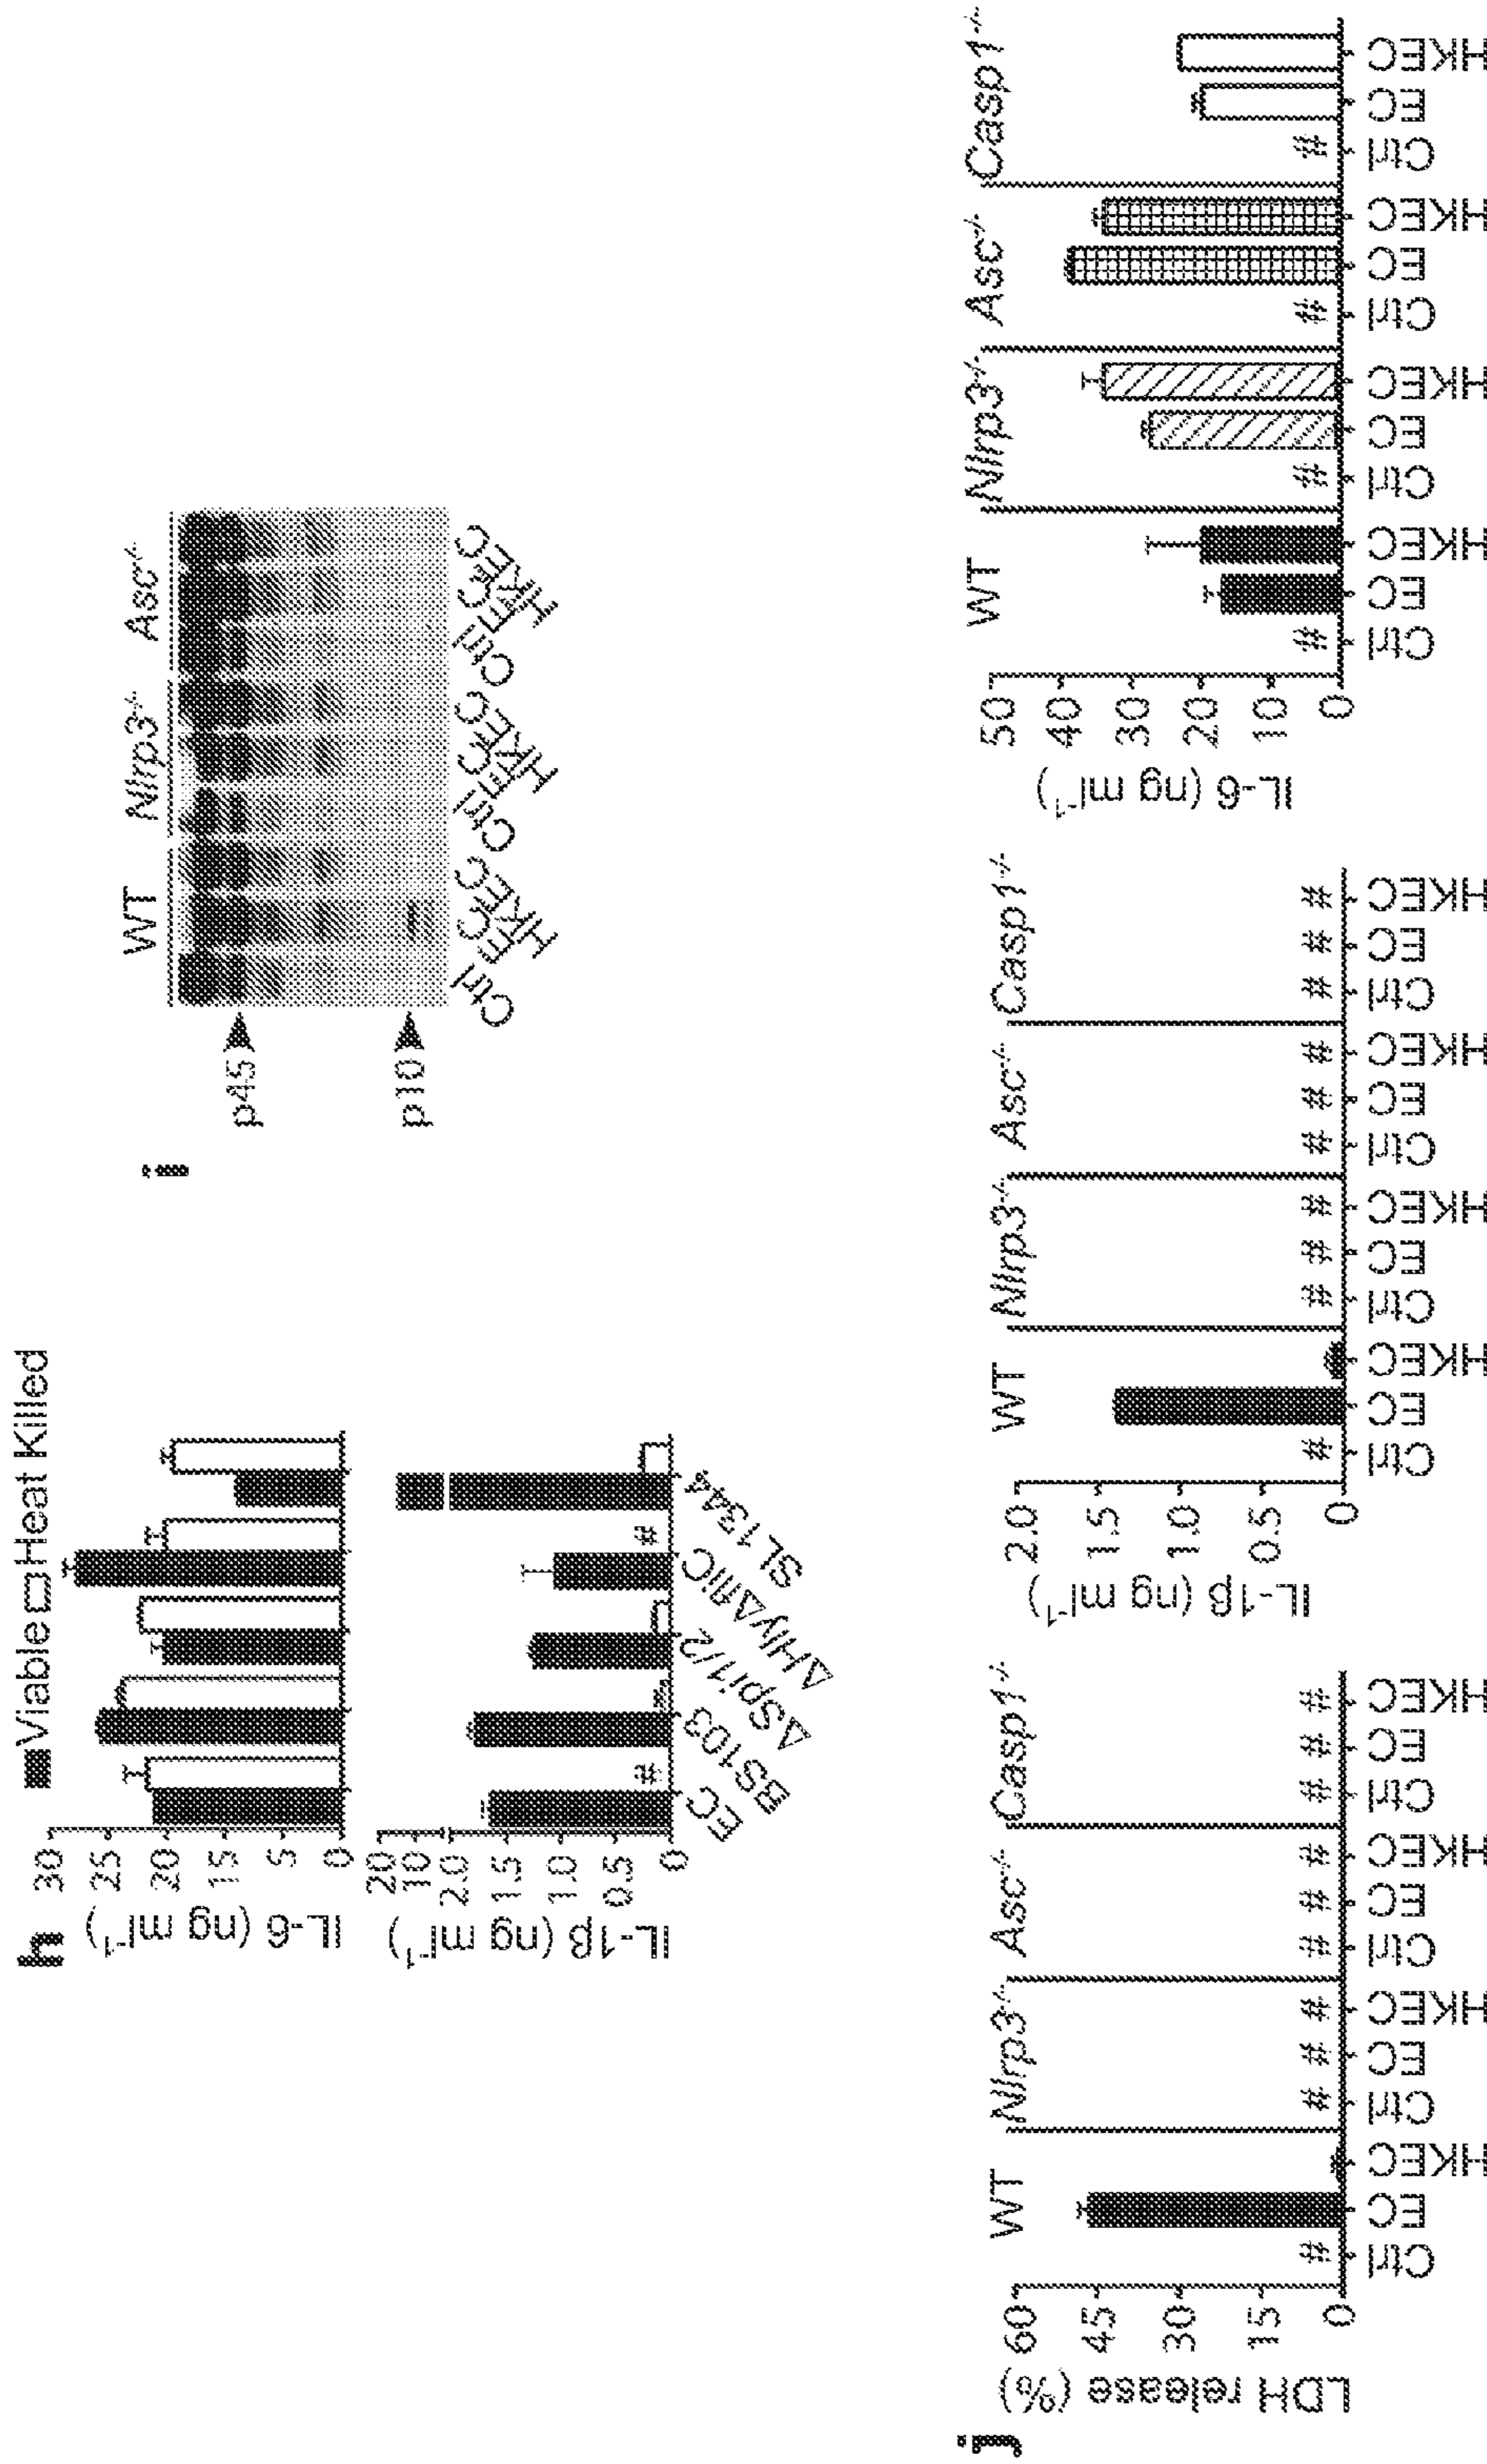 h
Viable Heat Killed
IL-6 (ng ml⁻¹)
30
25
20
15
5
0
IL-1β (ng ml⁻¹)
20
10
2.0
1.5
1.0
0.5
0
EC BS103 ΔSpi1/2 ΔHlyΔfliC SL1344
i
WT Nlrp3⁻/⁻ Asc⁻/⁻
p45
p10
Ctrl EC HKEC Ctrl EC HKEC Ctrl EC HKEC
j
LDH release (%)
60
45
30
15
0
WT Nlrp3⁻/⁻ Asc⁻/⁻ Casp1⁻/⁻
# # # # # # # # # #
Ctrl EC HKEC Ctrl EC HKEC Ctrl EC HKEC Ctrl EC HKEC
IL-1β (ng ml⁻¹)
2.0
1.5
1.0
0.5
0
WT Nlrp3⁻/⁻ Asc⁻/⁻ Casp1⁻/⁻
# # # # # # # # # #
Ctrl EC HKEC Ctrl EC HKEC Ctrl EC HKEC Ctrl EC HKEC
IL-6 (ng ml⁻¹)
50
40
30
20
10
0
WT Nlrp3⁻/⁻ Asc⁻/⁻ Casp1⁻/⁻
# # # #
Ctrl EC HKEC Ctrl EC HKEC Ctrl EC HKEC Ctrl EC HKEC